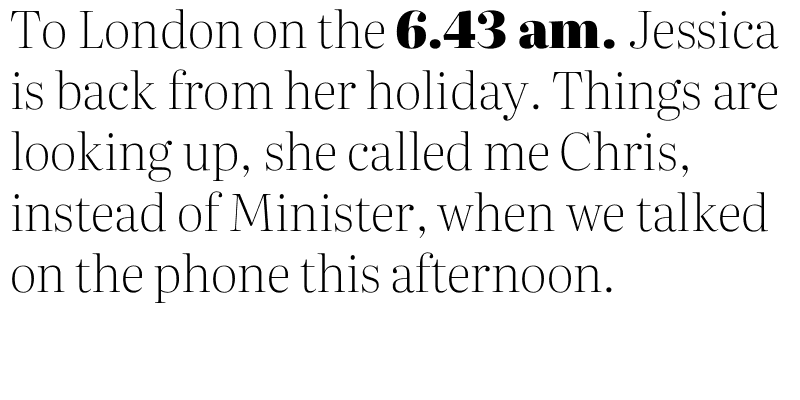 To London on the 6.43 am. Jessica
is back from her holiday. Things are
looking up, she called me Chris,
instead of Minister, when we talked
on the phone this afternoon.